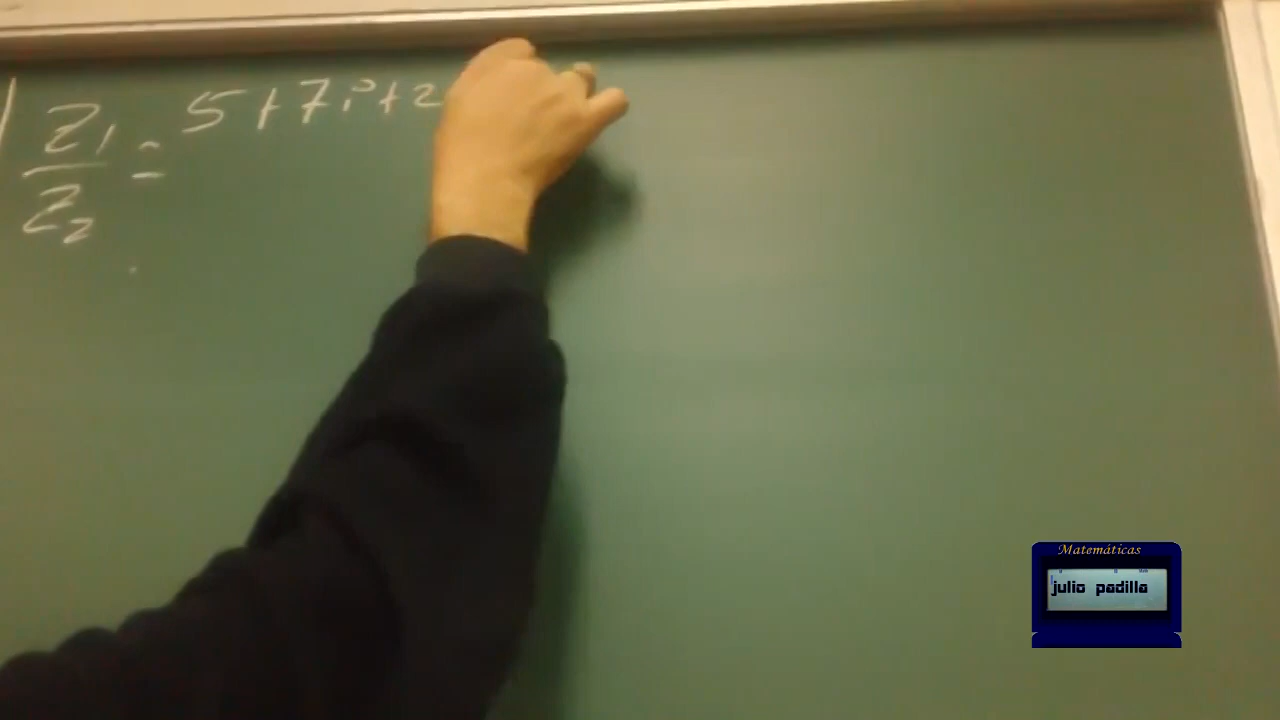 Z1/Z2 = 5+7i+2
Matemáticas
julio padilla